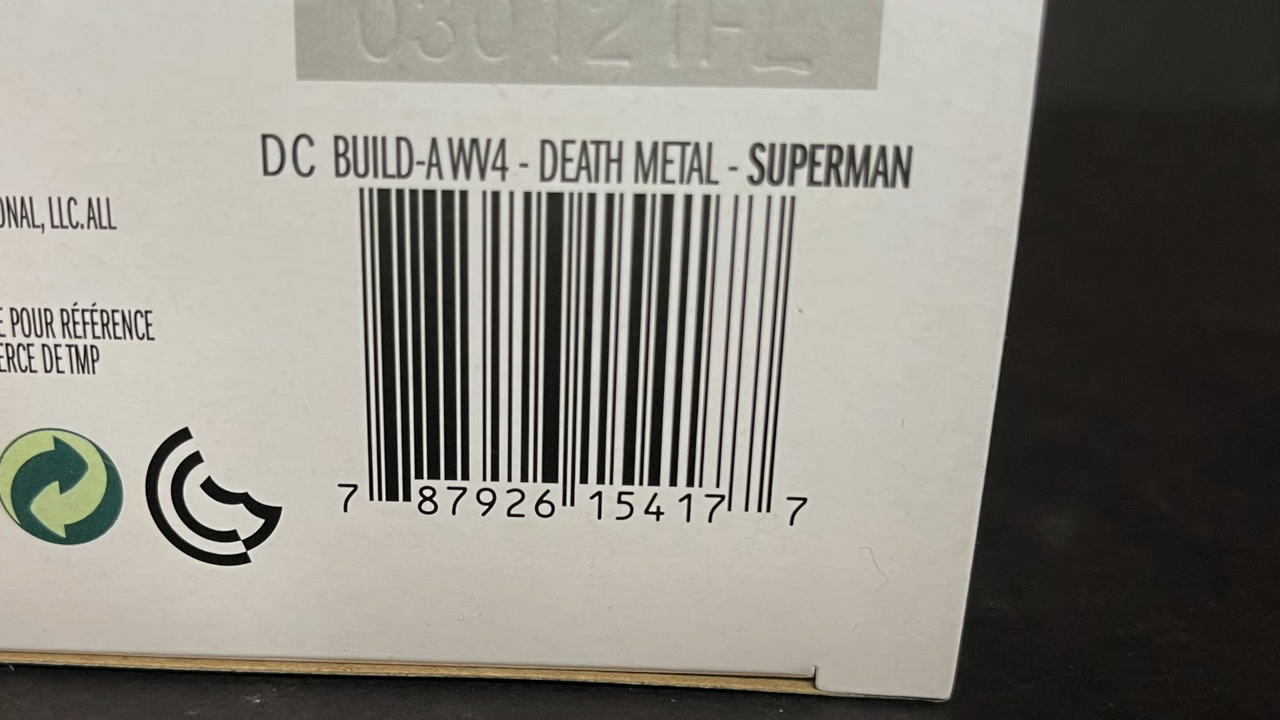 DC BUILD-A WV4 - DEATH METAL - SUPERMAN
ONAL, LLC. ALL
E POUR RÉFÉRENCE
ERCE DE TMP
7 87926 15417 7